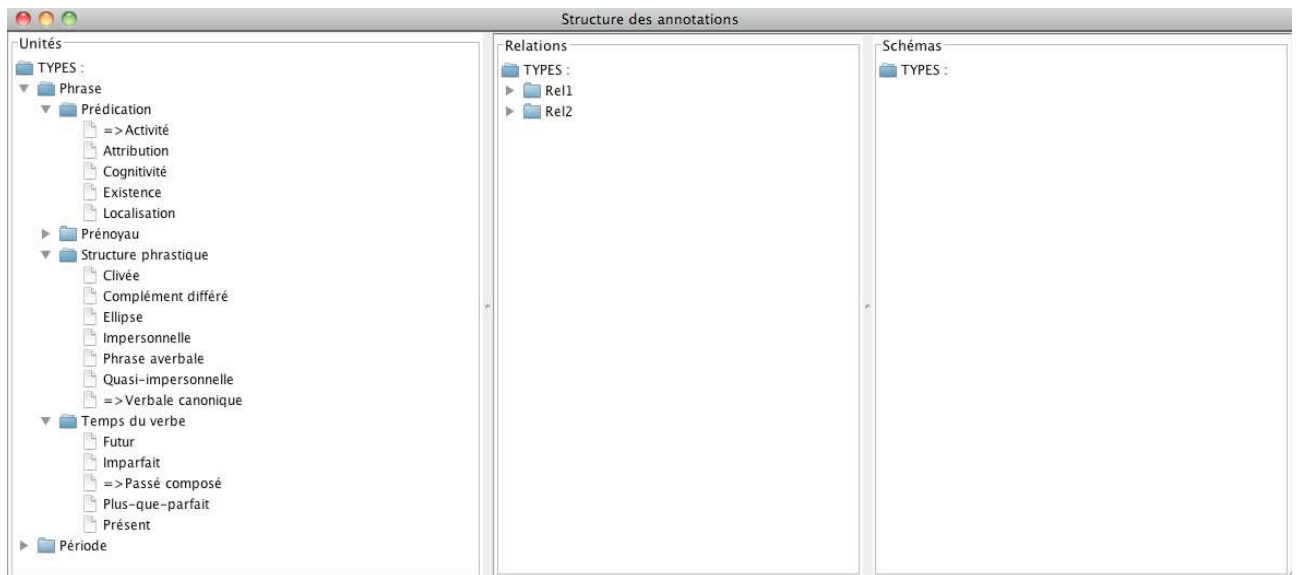 Structure des annotations
Unités
TYPES :
Phrase
Prédication
=>Activité
Attribution
Cognitivité
Existence
Localisation
Prénoyau
Structure phrastique
Clivée
Complément différé
Ellipse
Impersonnelle
Phrase averbale
Quasi-impersonnelle
=>Verbale canonique
Temps du verbe
Futur
Imparfait
=>Passé composé
Plus-que-parfait
Présent
Période
Relations
TYPES :
Rel1
Rel2
Schémas
TYPES :